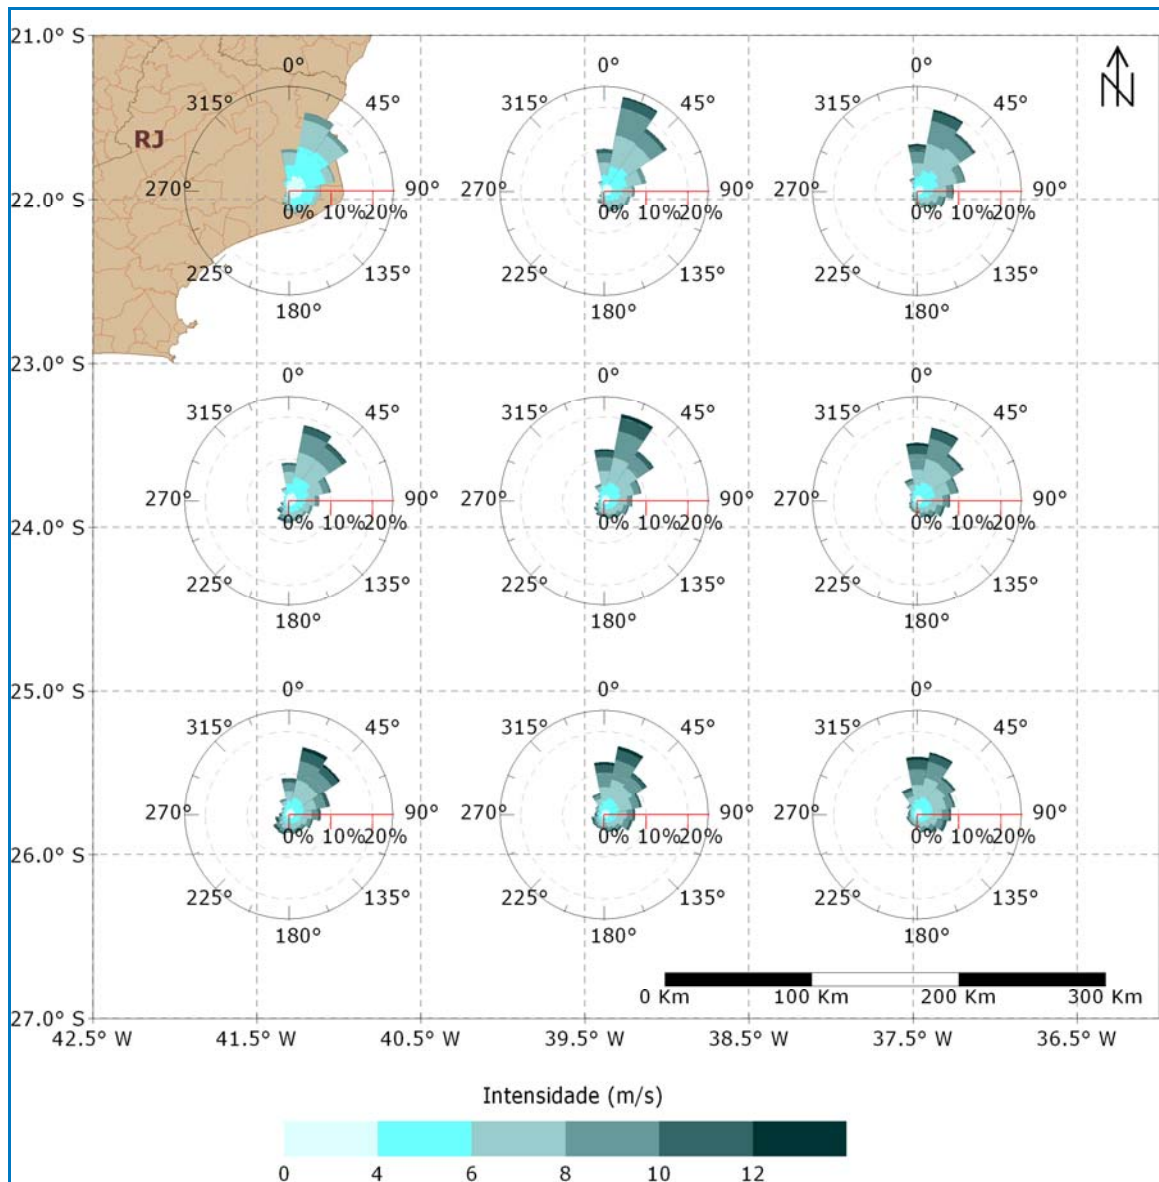 21.0° S
0° 0° 0°
315° 45° 315° 45° 315° 45°
RJ
270° 90° 270° 90° 270° 90°
22.0° S
0% 10% 20% 0% 10% 20% 0% 10% 20%
225° 135° 225° 135° 225° 135°
180° 180° 180°
23.0° S
0° 0° 0°
315° 45° 315° 45° 315° 45°
270° 90° 270° 90° 270° 90°
0% 10% 20% 0% 10% 20% 0% 10% 20%
24.0° S
225° 135° 225° 135° 225° 135°
180° 180° 180°
25.0° S
0° 0° 0°
315° 45° 315° 45° 315° 45°
270° 90° 270° 90° 270° 90°
0% 10% 20% 0% 10% 20% 0% 10% 20%
26.0° S
225° 135° 225° 135° 225° 135°
180° 180° 180°
0 Km 100 Km 200 Km 300 Km
27.0° S
42.5° W 41.5° W 40.5° W 39.5° W 38.5° W 37.5° W 36.5° W
Intensidade (m/s)
0 4 6 8 10 12